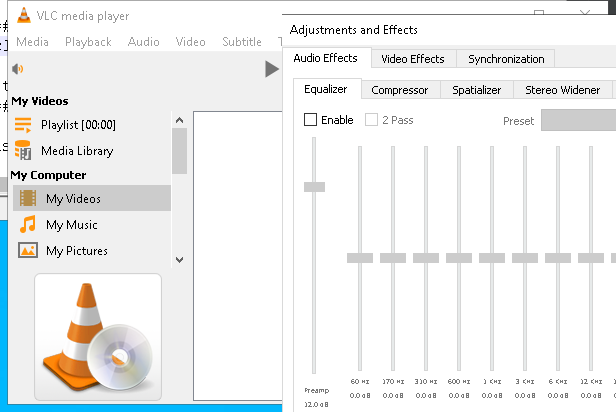 VLC media player
Media Playback Audio Video Subtitle
My Videos
Playlist [00:00]
Media Library
My Computer
My Videos
My Music
My Pictures
Adjustments and Effects
Audio Effects Video Effects Synchronization
Equalizer Compressor Spatializer Stereo Widener
Enable 2 Pass Preset
60 Hz 170 Hz 310 Hz 600 Hz 1 KHz 3 KHz 6 KHz 12 KHz
Preamp 0.0 dB 0.0 dB 0.0 dB 0.0 dB 0.0 dB 0.0 dB 0.0 dB 0.0 dB
12.0 dB